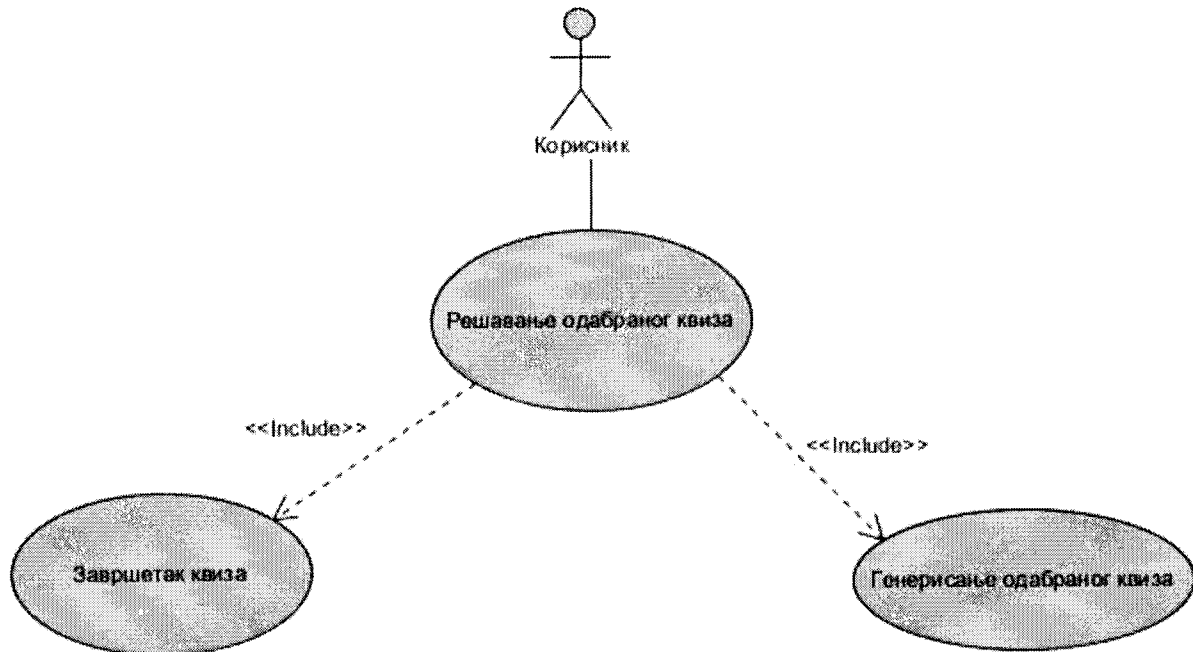 Корисник
Решавање одабраног квиза
<<Include>>
<<Include>>
Завршетак квиза
Генерисање одабраног квиза